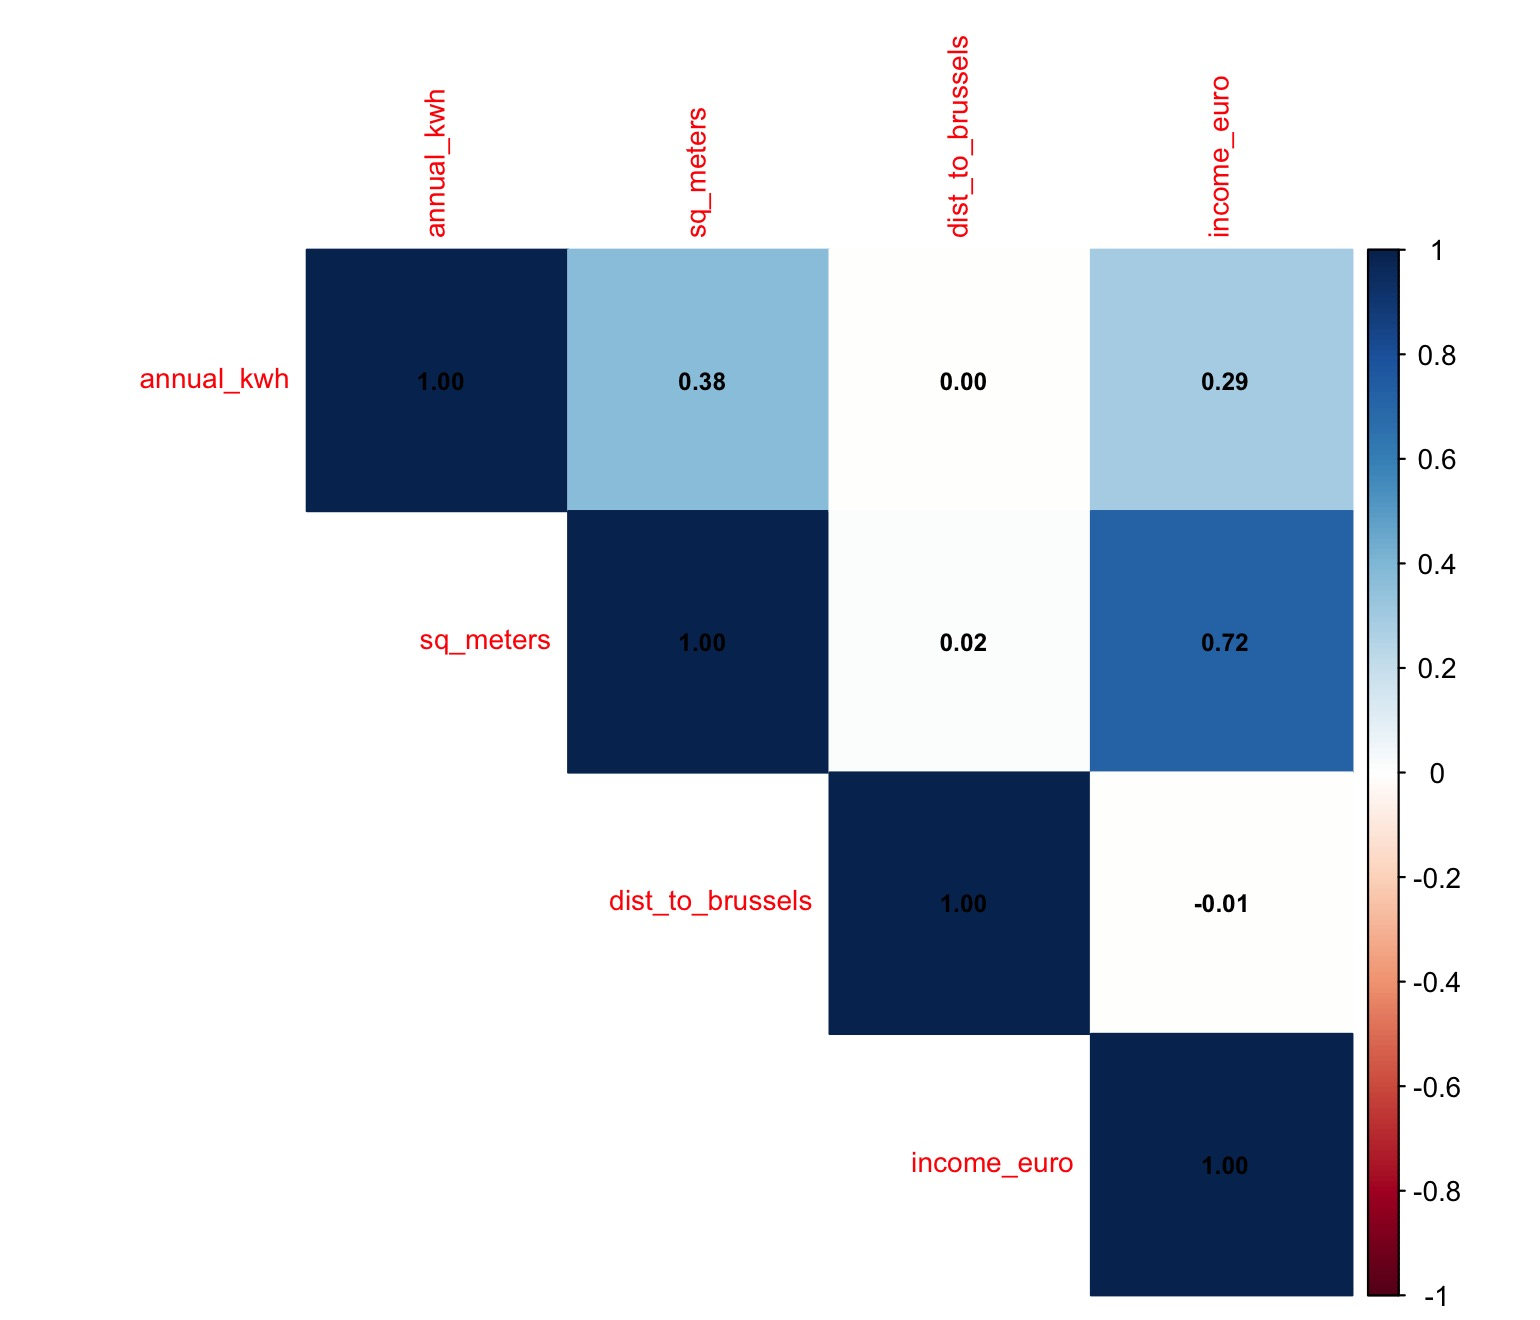 annual_kwh
sq_meters
dist_to_brussels
income_euro
annual_kwh 1.00 0.38 0.00 0.29
sq_meters 1.00 0.02 0.72
dist_to_brussels 1.00 -0.01
income_euro 1.00
1
0.8
0.6
0.4
0.2
0
-0.2
-0.4
-0.6
-0.8
-1